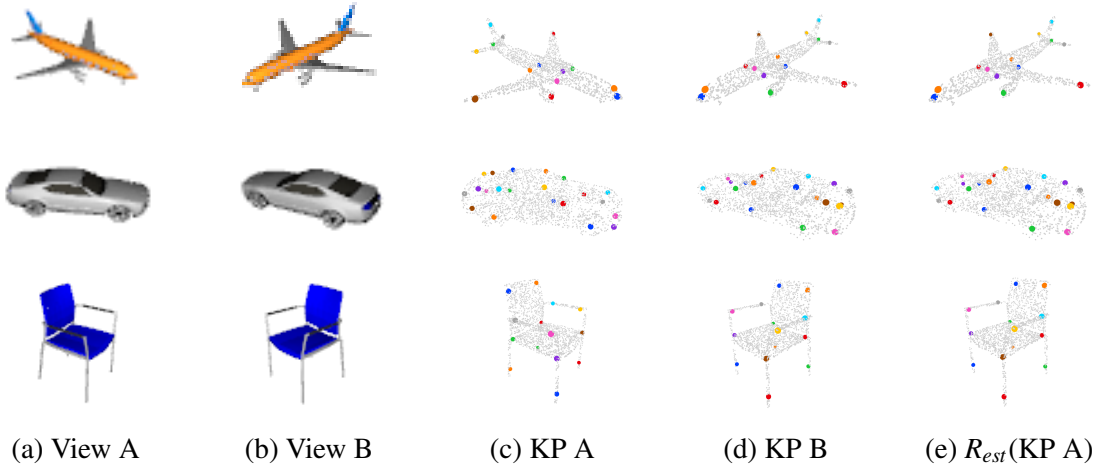 (a) View A
(b) View B
(c) KP A
(d) KP B
(e) R_est(KP A)